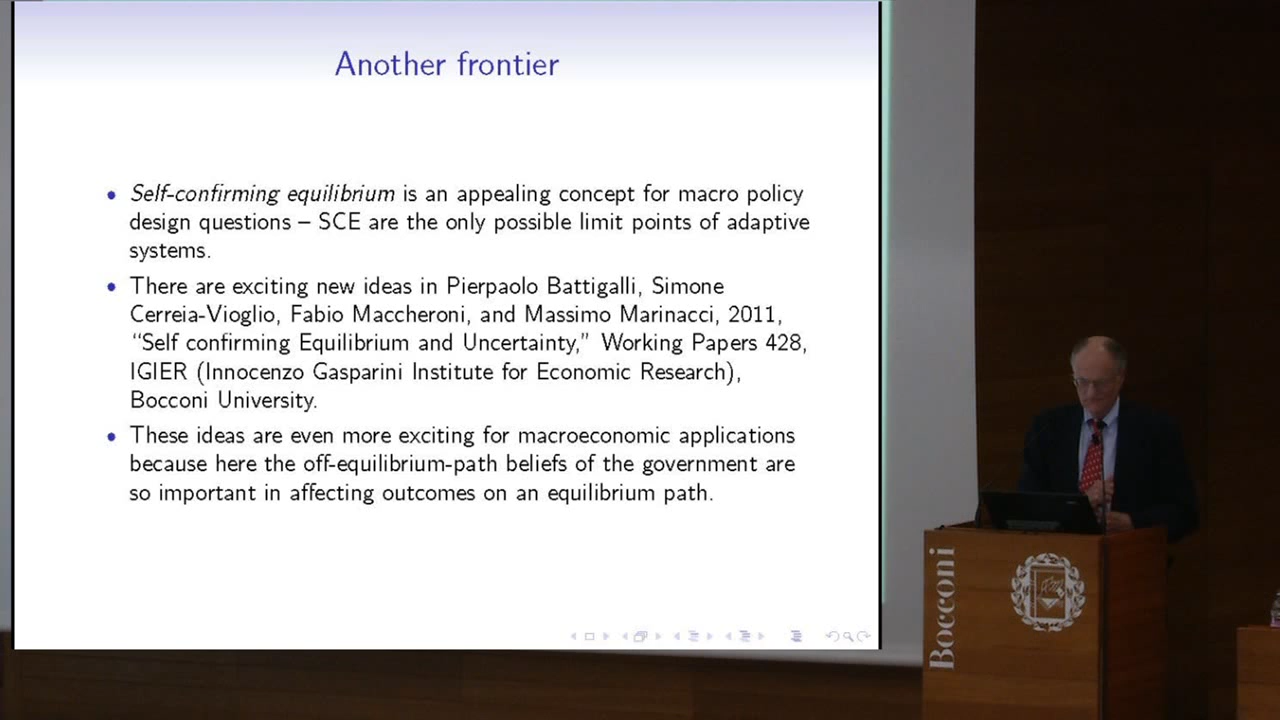 Another frontier
Self-confirming equilibrium is an appealing concept for macro policy
design questions – SCE are the only possible limit points of adaptive
systems.
There are exciting new ideas in Pierpaolo Battigalli, Simone
Cerreia-Vioglio, Fabio Maccheroni, and Massimo Marinacci, 2011,
“Self confirming Equilibrium and Uncertainty,” Working Papers 428,
IGIER (Innocenzo Gasparini Institute for Economic Research),
Bocconi University.
These ideas are even more exciting for macroeconomic applications
because here the off-equilibrium-path beliefs of the government are
so important in affecting outcomes on an equilibrium path.
Bocconi